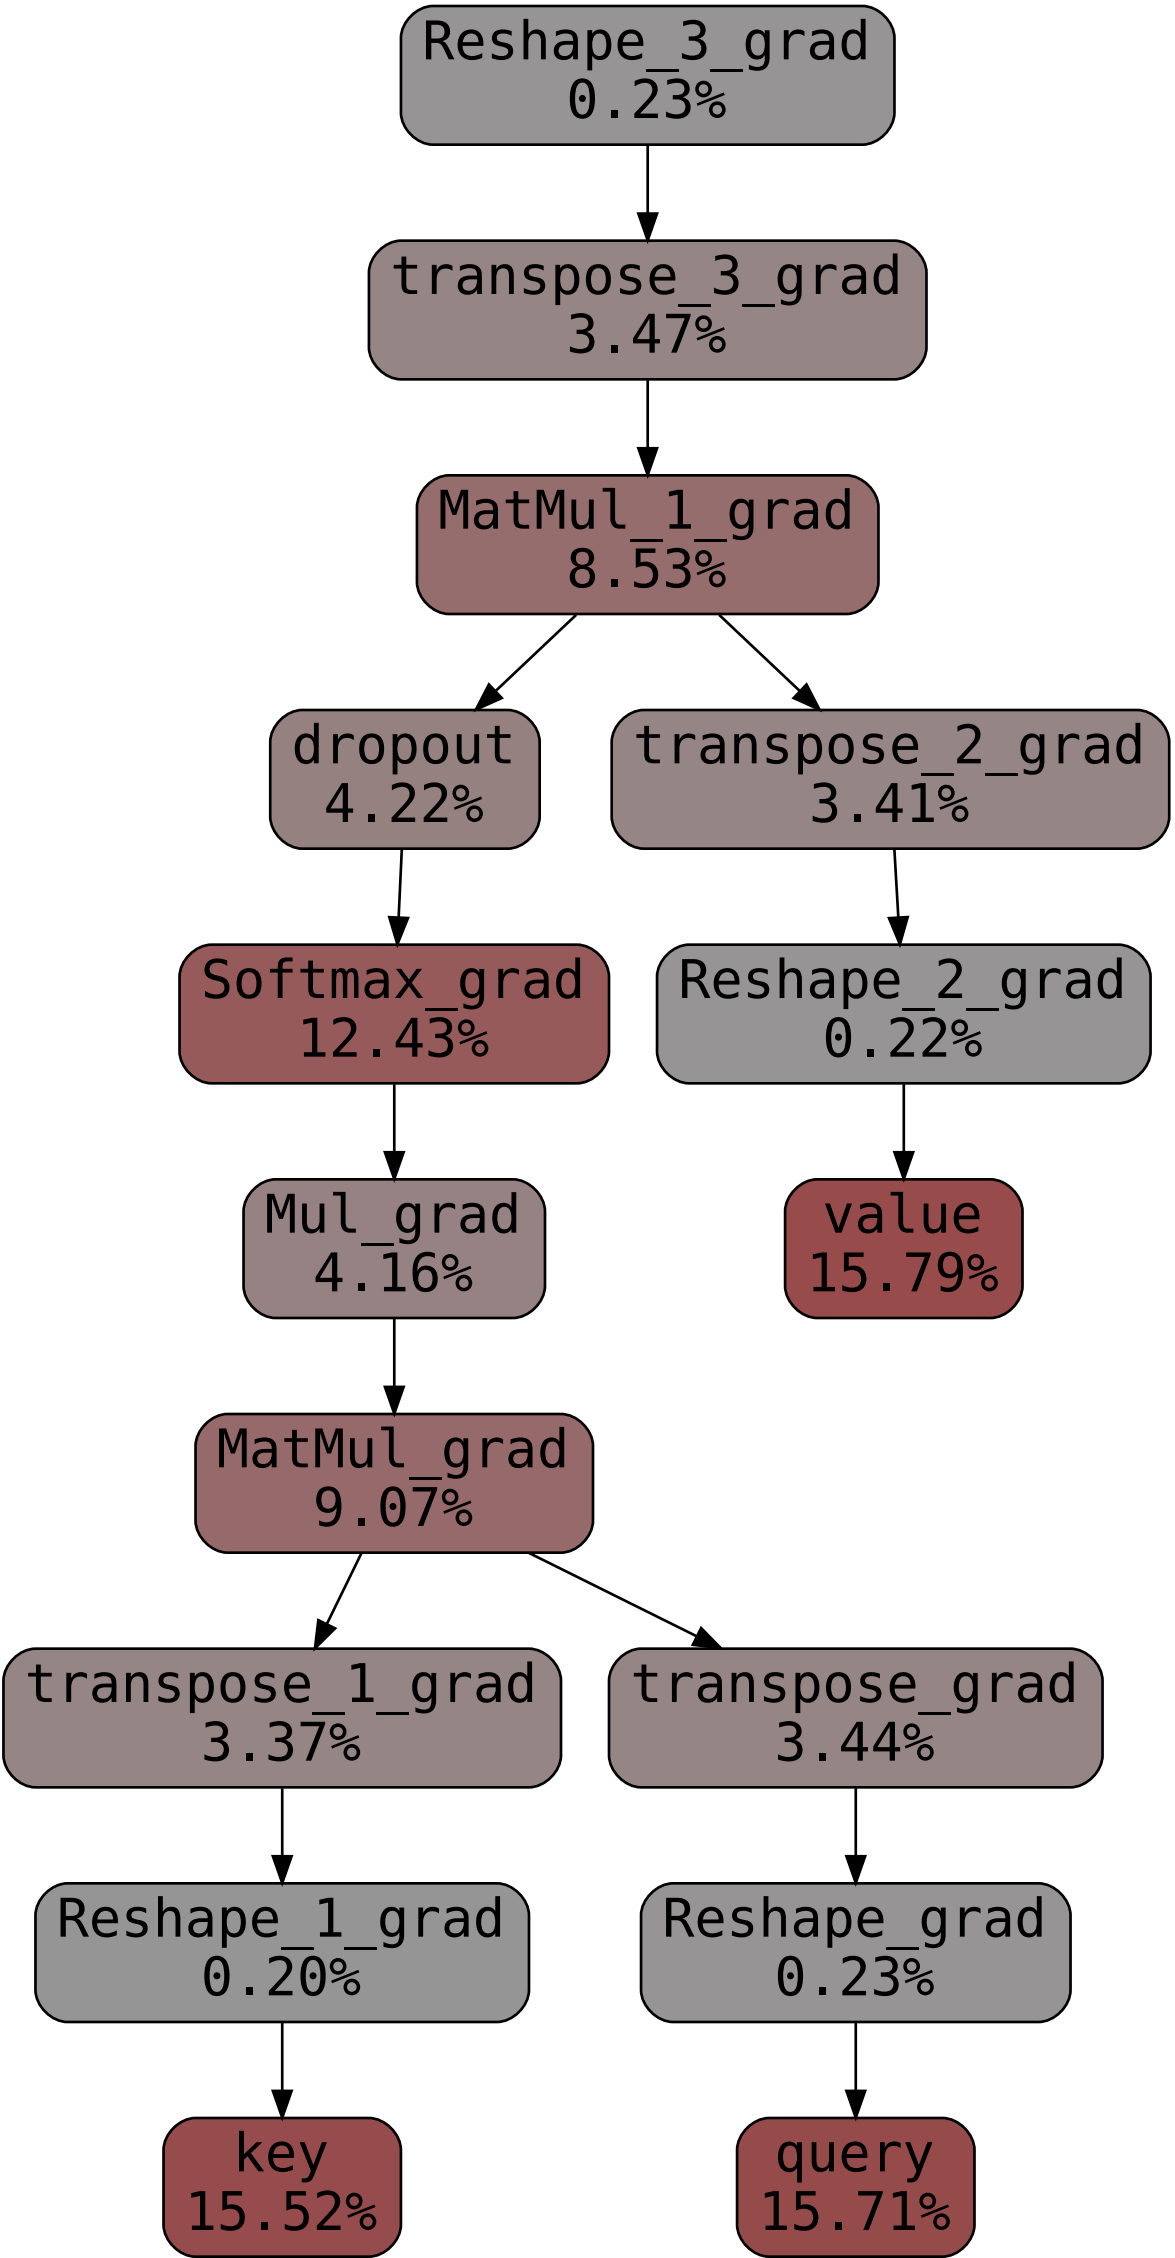 Reshape_3_grad
0.23%
transpose_3_grad
3.47%
MatMul_1_grad
8.53%
dropout
4.22%
transpose_2_grad
3.41%
Softmax_grad
12.43%
Reshape_2_grad
0.22%
Mul_grad
4.16%
value
15.79%
MatMul_grad
9.07%
transpose_1_grad
3.37%
transpose_grad
3.44%
Reshape_1_grad
0.20%
Reshape_grad
0.23%
key
15.52%
query
15.71%